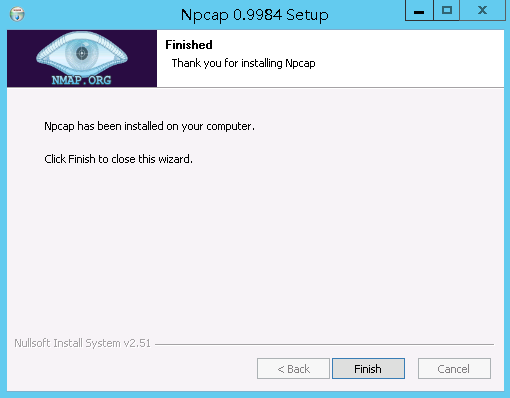 Npcap 0.9984 Setup
NMAP.ORG
Finished
Thank you for installing Npcap
Npcap has been installed on your computer.
Click Finish to close this wizard.
Nullsoft Install System v2.51
< Back
Finish
Cancel